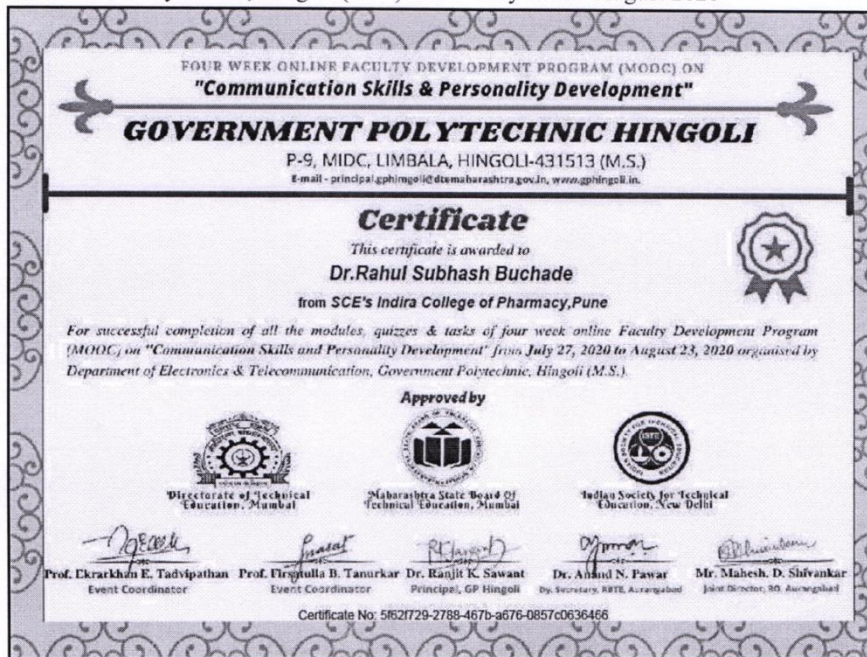 FOUR WEEK ONLINE FACULTY DEVELOPMENT PROGRAM (MOOC) ON
"Communication Skills & Personality Development"
GOVERNMENT POLYTECHNIC HINGOLI
P-9, MIDC, LIMBALA, HINGOLI-431513 (M.S.)
E-mail - principal.gphimgoli@dtemaharashtra.gov.in, www.gphingoli.in.
Certificate
This certificate is awarded to
Dr.Rahul Subhash Buchade
from SCE's Indira College of Pharmacy,Pune
For successful completion of all the modules, quizzes & tasks of four week online Faculty Development Program
(MOOC) on "Communication Skills and Personality Development" from July 27, 2020 to August 23, 2020 organised by
Department of Electronics & Telecommunication, Government Polytechnic, Hingoli (M.S.)
Approved by
Directorate of Technical Education, Mumbai
Maharashtra State Board Of Technical Education, Mumbai
ISTE
Indian Society for Technical Education, New Delhi
Prof. Ekrarkhan E. Tadvipathan
Event Coordinator
Prof. B. Tanurkar
Event Coordinator
Dr. Ranjit K. Sawant
Principal, GP Hingoli
Dr. Anand N. Pawar
Dy. Secretary, RBTE, Aurangabad
Mr. Mahesh. D. Shivankar
Joint Director, RO. Aurangabad
Certificate No: 5f62f729-2788-467b-a676-0857c0636466